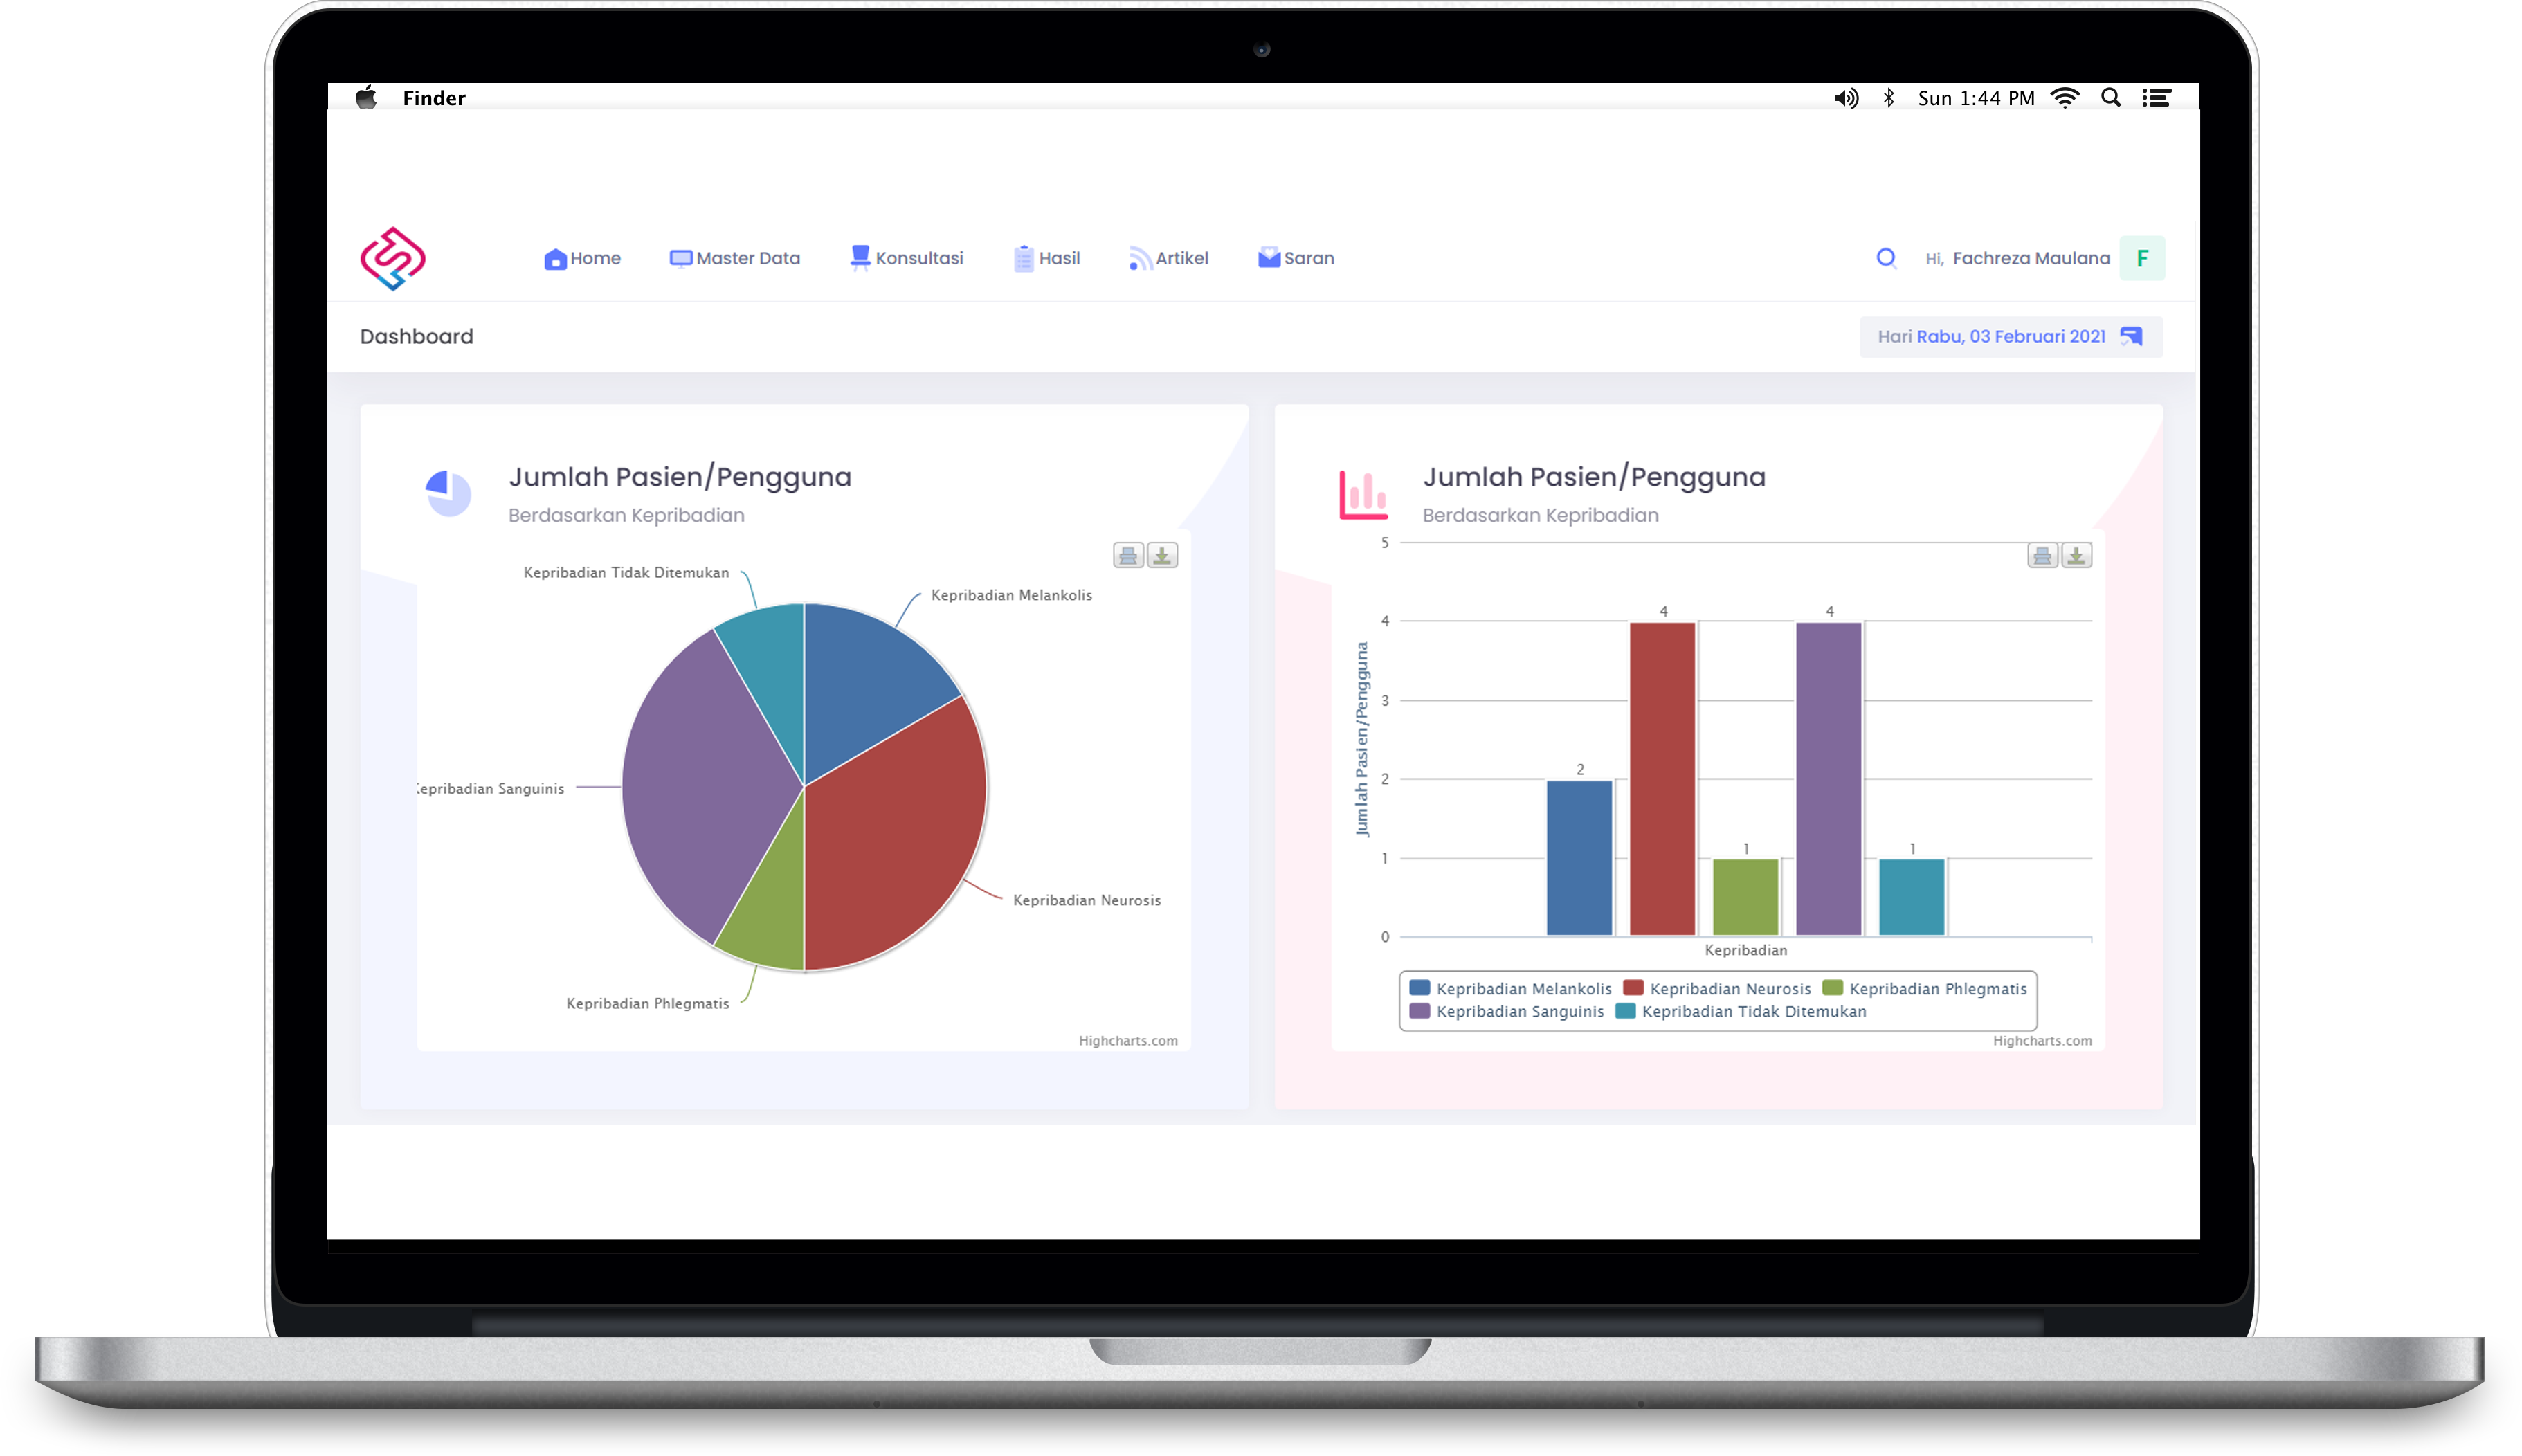 Finder
Sun 1:44 PM
Home Master Data Konsultasi Hasil Artikel Saran
Hi, Fachreza Maulana F
Dashboard
Hari Rabu, 03 Februari 2021
Jumlah Pasien/Pengguna
Berdasarkan Kepribadian
Kepribadian Tidak Ditemukan
Kepribadian Melankolis
Kepribadian Sanguinis
Kepribadian Neurosis
Kepribadian Phlegmatis
Highcharts.com
Jumlah Pasien/Pengguna
Berdasarkan Kepribadian
Jumlah Pasien/Pengguna
5
4
3
2
1
0
2
4
1
4
1
Kepribadian
Kepribadian Melankolis Kepribadian Neurosis Kepribadian Phlegmatis
Kepribadian Sanguinis Kepribadian Tidak Ditemukan
Highcharts.com